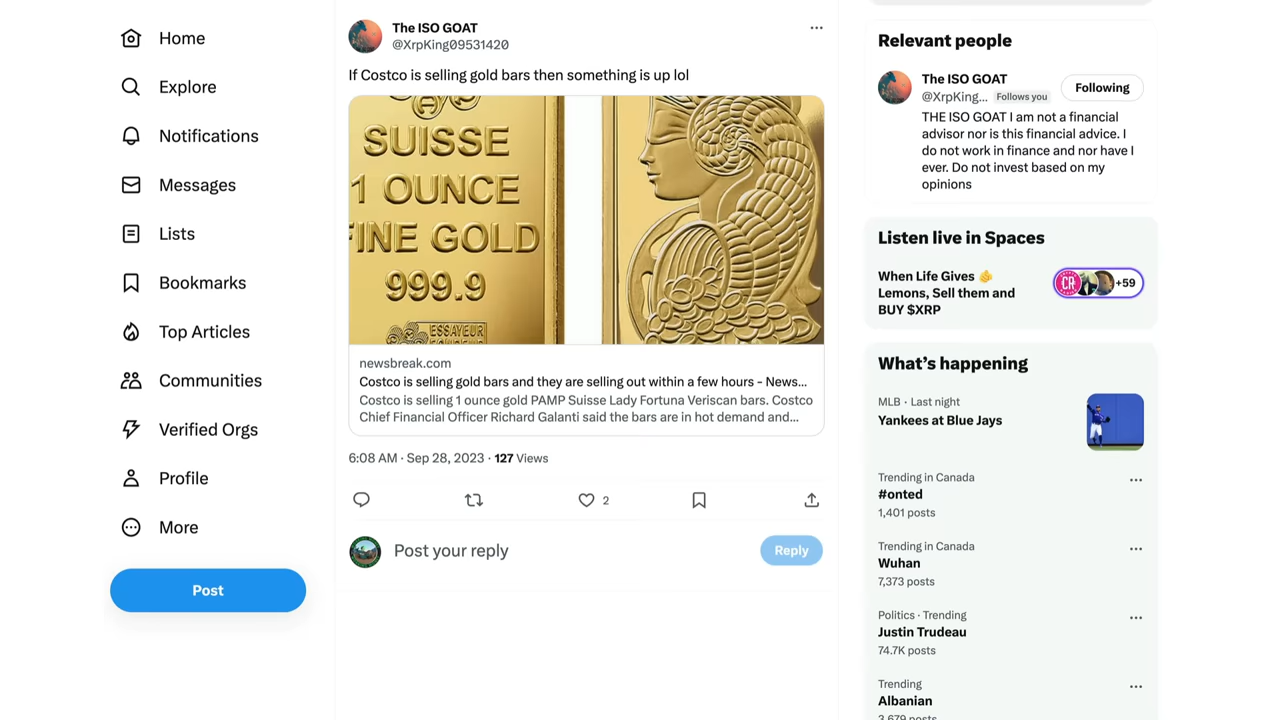 Home
Explore
Notifications
Messages
Lists
Bookmarks
Top Articles
Communities
Verified Orgs
Profile
More
Post
The ISO GOAT
@XrpKing09531420
If Costco is selling gold bars then something is up lol
SUISSE
1 OUNCE
FINE GOLD
999.9
ESSAYEUR
newsbreak.com
Costco is selling gold bars and they are selling out within a few hours - News...
Costco is selling 1 ounce gold PAMP Suisse Lady Fortuna Veriscan bars. Costco
Chief Financial Officer Richard Galanti said the bars are in hot demand and...
6:08 AM · Sep 28, 2023 · 127 Views
2
Post your reply
Reply
Relevant people
The ISO GOAT
@XrpKing... Follows you
Following
THE ISO GOAT I am not a financial
advisor nor is this financial advice. I
do not work in finance and nor have I
ever. Do not invest based on my
opinions
Listen live in Spaces
When Life Gives 🍋
Lemons, Sell them and
BUY $XRP
CR
+59
What's happening
MLB · Last night
Yankees at Blue Jays
Trending in Canada
#onted
1,401 posts
Trending in Canada
Wuhan
7,373 posts
Politics · Trending
Justin Trudeau
74.7K posts
Trending
Albanian
3,679 posts